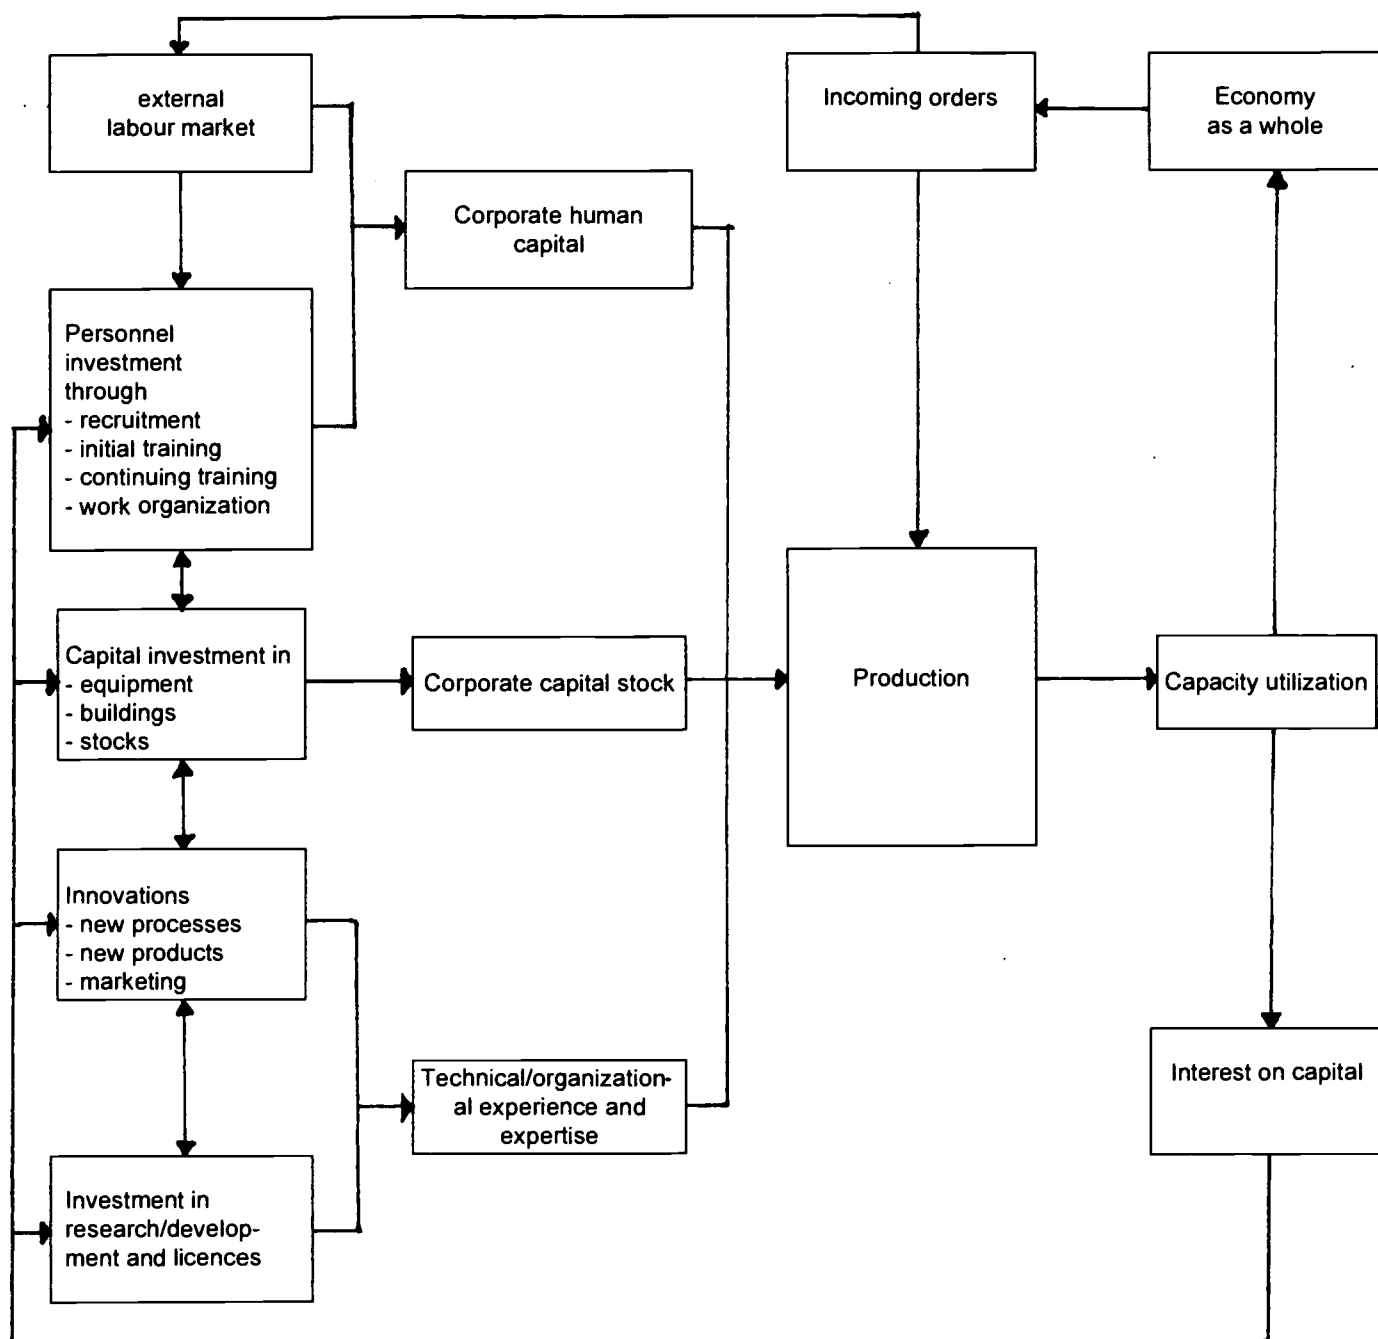 external
labour market
Incoming orders
Economy
as a whole
Corporate human
capital
Personnel
investment
through
- recruitment
- initial training
- continuing training
- work organization
Capital investment in
- equipment
- buildings
- stocks
Corporate capital stock
Production
Capacity utilization
Innovations
- new processes
- new products
- marketing
Technical/organization-
al experience and
expertise
Interest on capital
Investment in
research/develop-
ment and licences